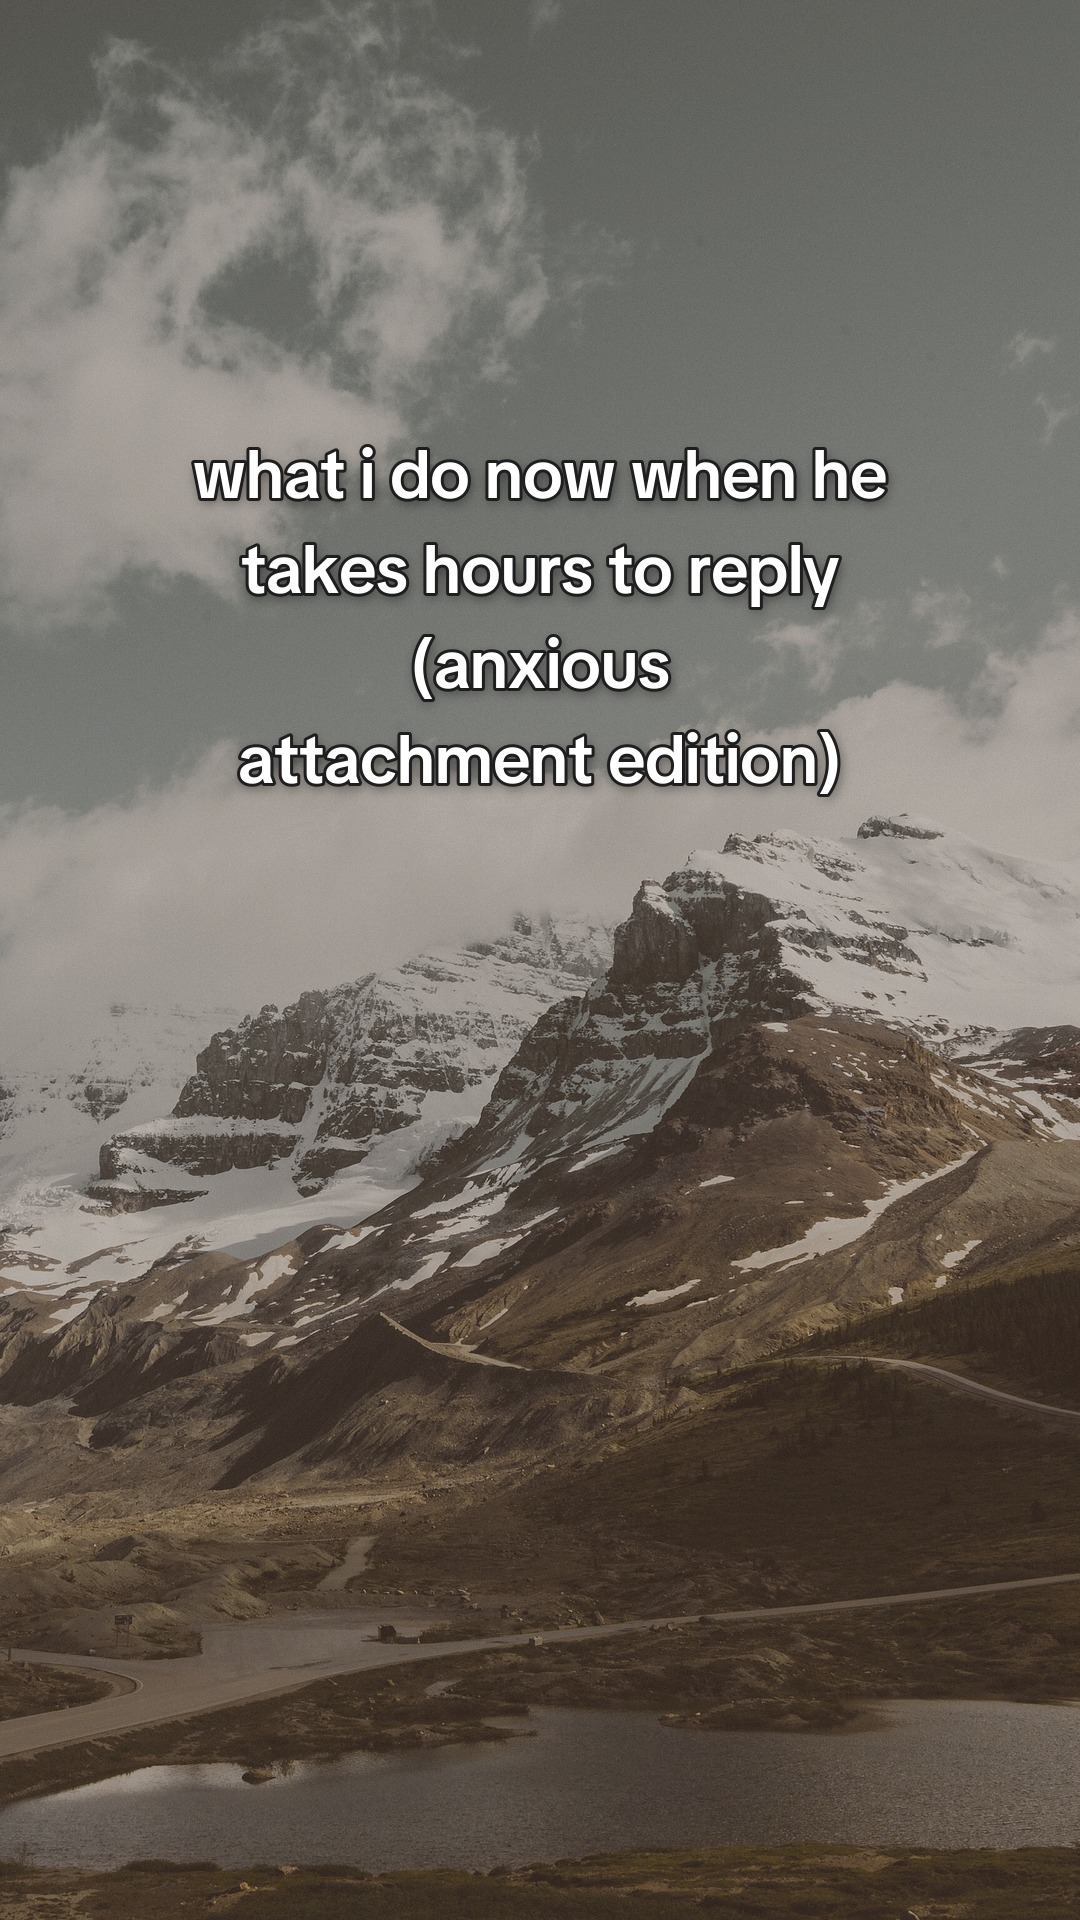 what i do now when he
takes hours to reply
(anxious
attachment edition)